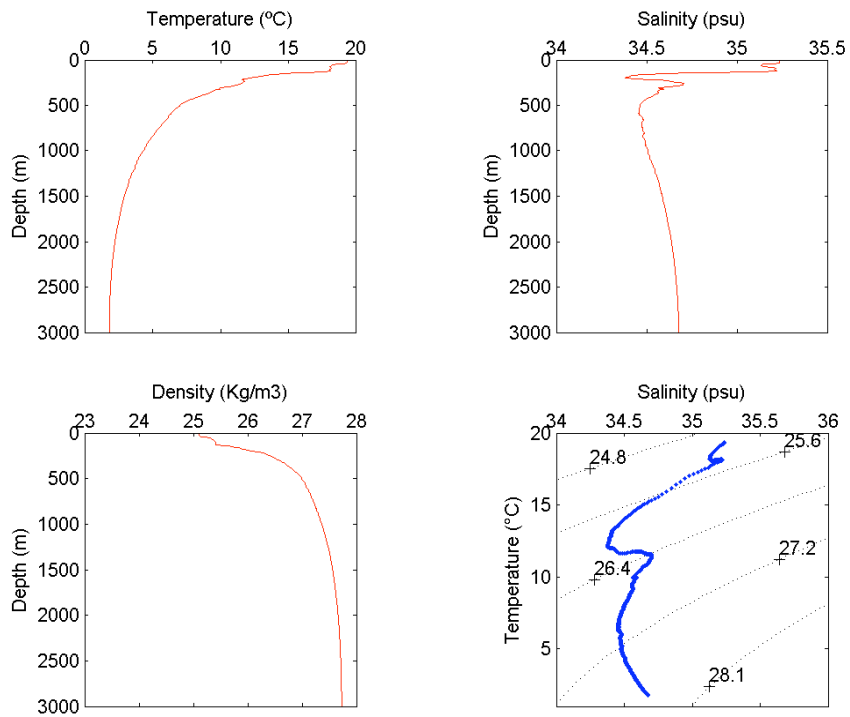 Temperature (ºC)
0 5 10 15 20
0
500
1000
1500
2000
2500
3000
Depth (m)
Salinity (psu)
34 34.5 35 35.5
0
500
1000
1500
2000
2500
3000
Depth (m)
Density (Kg/m3)
23 24 25 26 27 28
0
500
1000
1500
2000
2500
3000
Depth (m)
Salinity (psu)
34 34.5 35 35.5 36
20
15
10
5
Temperature (°C)
24.8
25.6
26.4
27.2
28.1